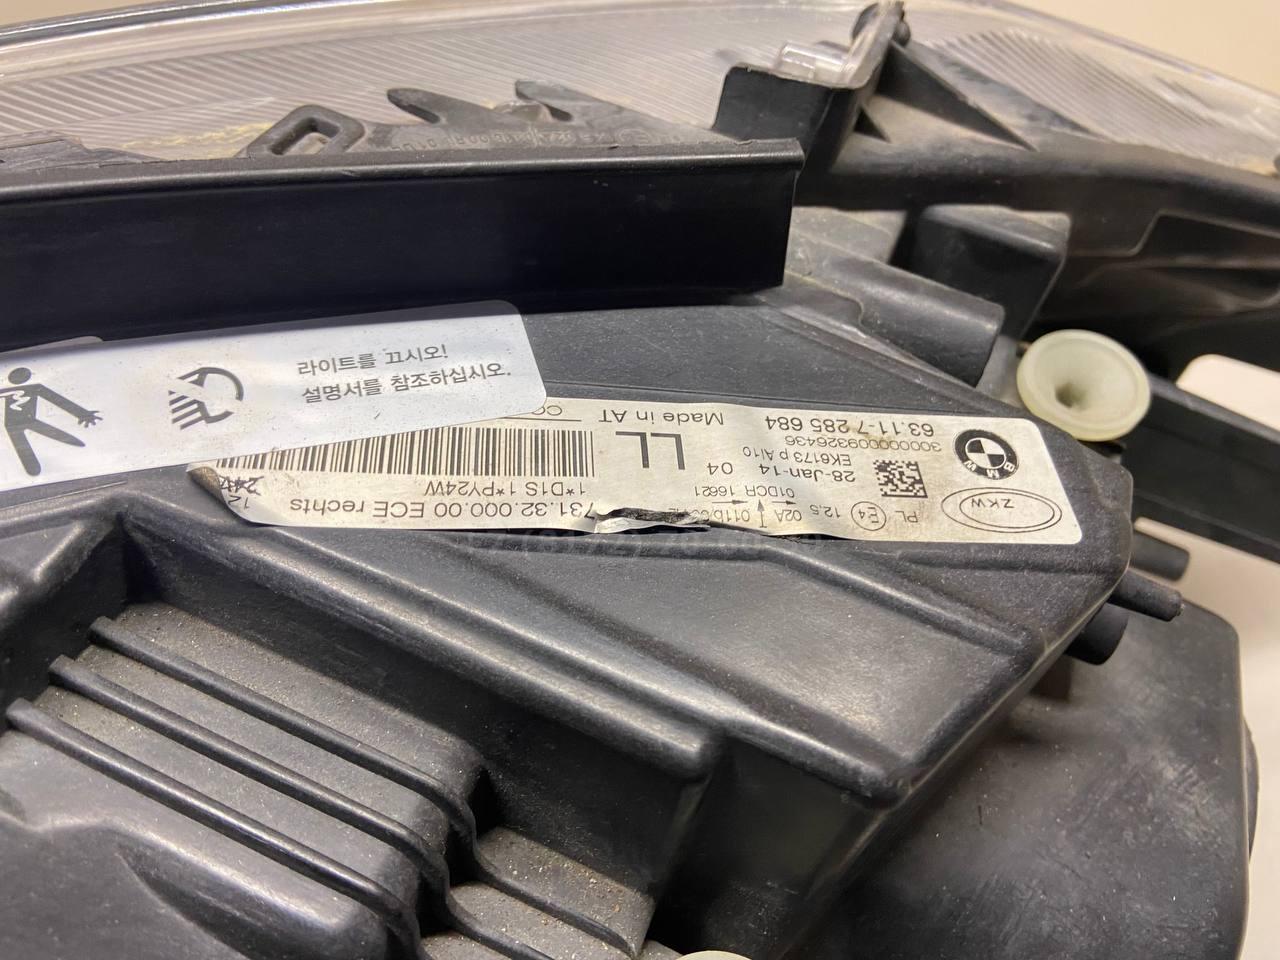 라이트를 끄시오!
설명서를 참조하십시오.
BMW
63.11-7 285 684
Made in AT
3000000009326436
EK6173 p AI10
LL
28-Jan-14 04
01DCR 16621
ZKW
PL
E4
12,5 02A
731.32.000.00 ECE rechts
1*D1S 1*PY24W